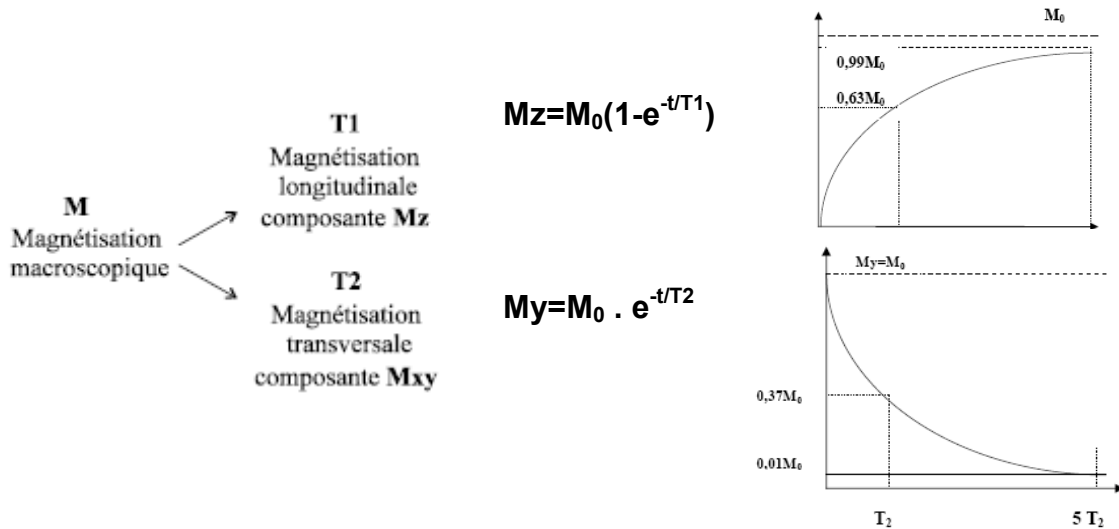 M
Magnétisation
macroscopique
T1
Magnétisation
longitudinale
composante Mz
T2
Magnétisation
transversale
composante Mxy
Mz=M₀(1-e⁻ᵗ/ᵀ¹)
My=M₀ . e⁻ᵗ/ᵀ²
M₀
0,99M₀
0,63M₀
My=M₀
0,37M₀
0,01M₀
T₂
5 T₂